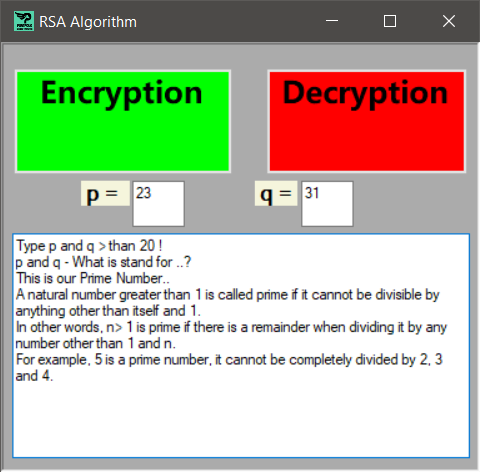 RSA Algorithm
Encryption
Decryption
p =
23
q =
31
Type p and q > than 20 !
p and q - What is stand for ..?
This is our Prime Number..
A natural number greater than 1 is called prime if it cannot be divisible by
anything other than itself and 1.
In other words, n> 1 is prime if there is a remainder when dividing it by any
number other than 1 and n.
For example, 5 is a prime number, it cannot be completely divided by 2, 3
and 4.